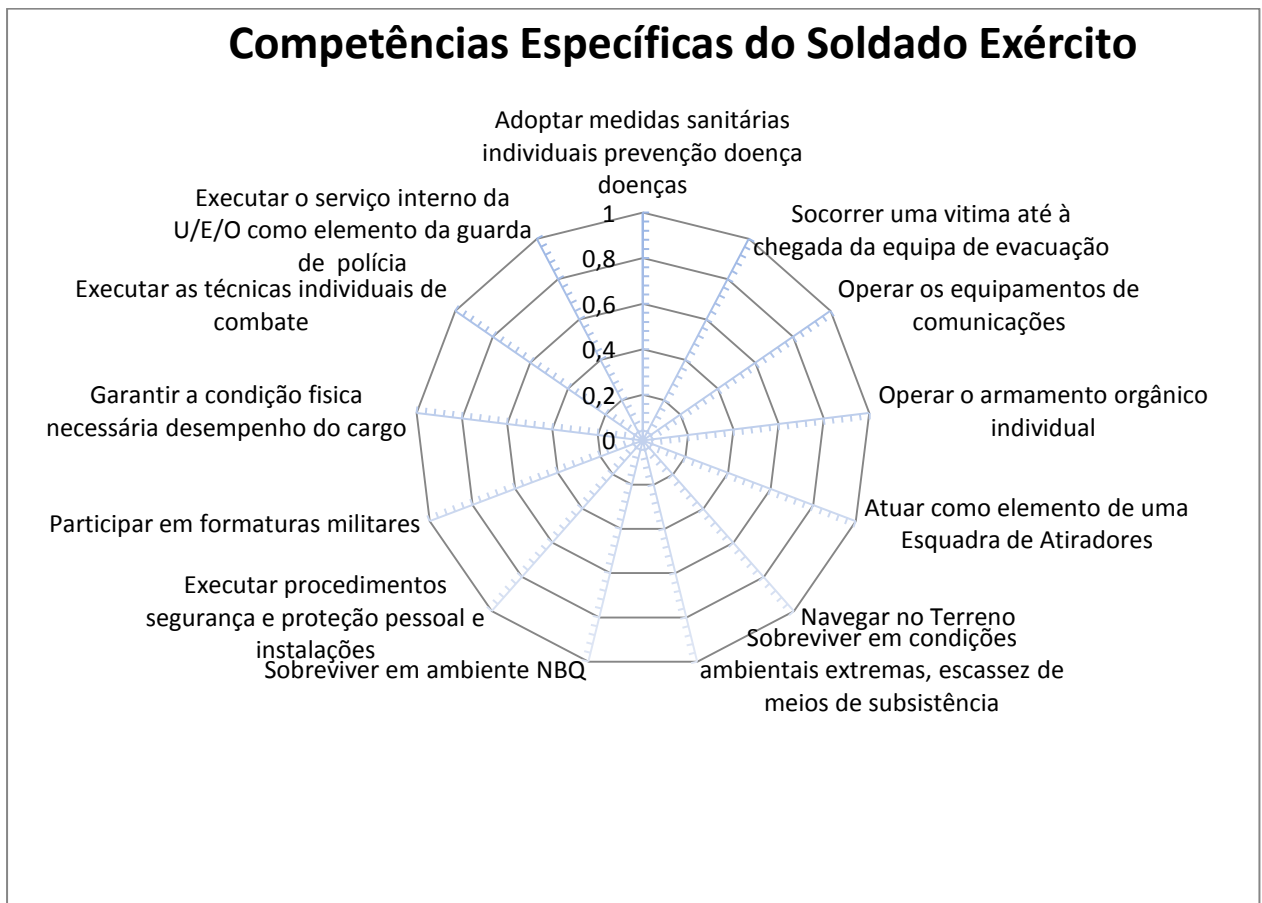 Competências Específicas do Soldado Exército
Adoptar medidas sanitárias
individuais prevenção doença
doenças
Socorrer uma vitima até à
chegada da equipa de evacuação
Operar os equipamentos de
comunicações
Operar o armamento orgânico
individual
Atuar como elemento de uma
Esquadra de Atiradores
Navegar no Terreno
Sobreviver em condições
ambientais extremas, escassez de
meios de subsistência
Sobreviver em ambiente NBQ
Executar procedimentos
segurança e proteção pessoal e
instalações
Participar em formaturas militares
Garantir a condição fisica
necessária desempenho do cargo
Executar as técnicas individuais de
combate
Executar o serviço interno da
U/E/O como elemento da guarda
de polícia
1
0,8
0,6
0,4
0,2
0